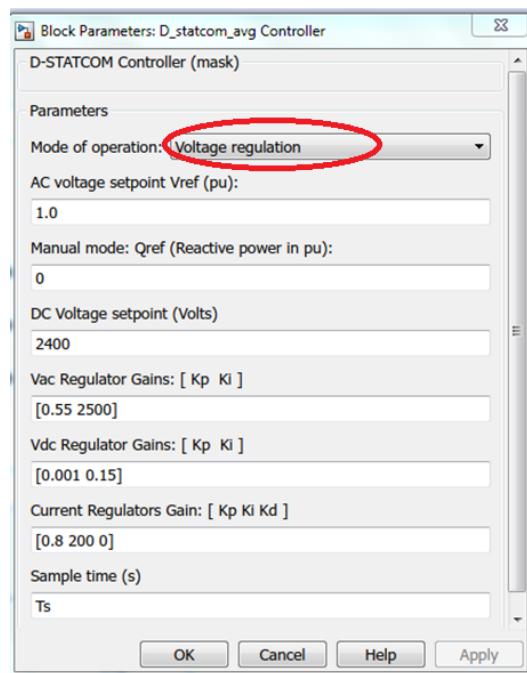 Block Parameters: D_statcom_avg Controller
D-STATCOM Controller (mask)
Parameters
Mode of operation: Voltage regulation
AC voltage setpoint Vref (pu):
1.0
Manual mode: Qref (Reactive power in pu):
0
DC Voltage setpoint (Volts)
2400
Vac Regulator Gains: [ Kp Ki ]
[0.55 2500]
Vdc Regulator Gains: [ Kp Ki ]
[0.001 0.15]
Current Regulators Gain: [ Kp Ki Kd ]
[0.8 200 0]
Sample time (s)
Ts
OK Cancel Help Apply